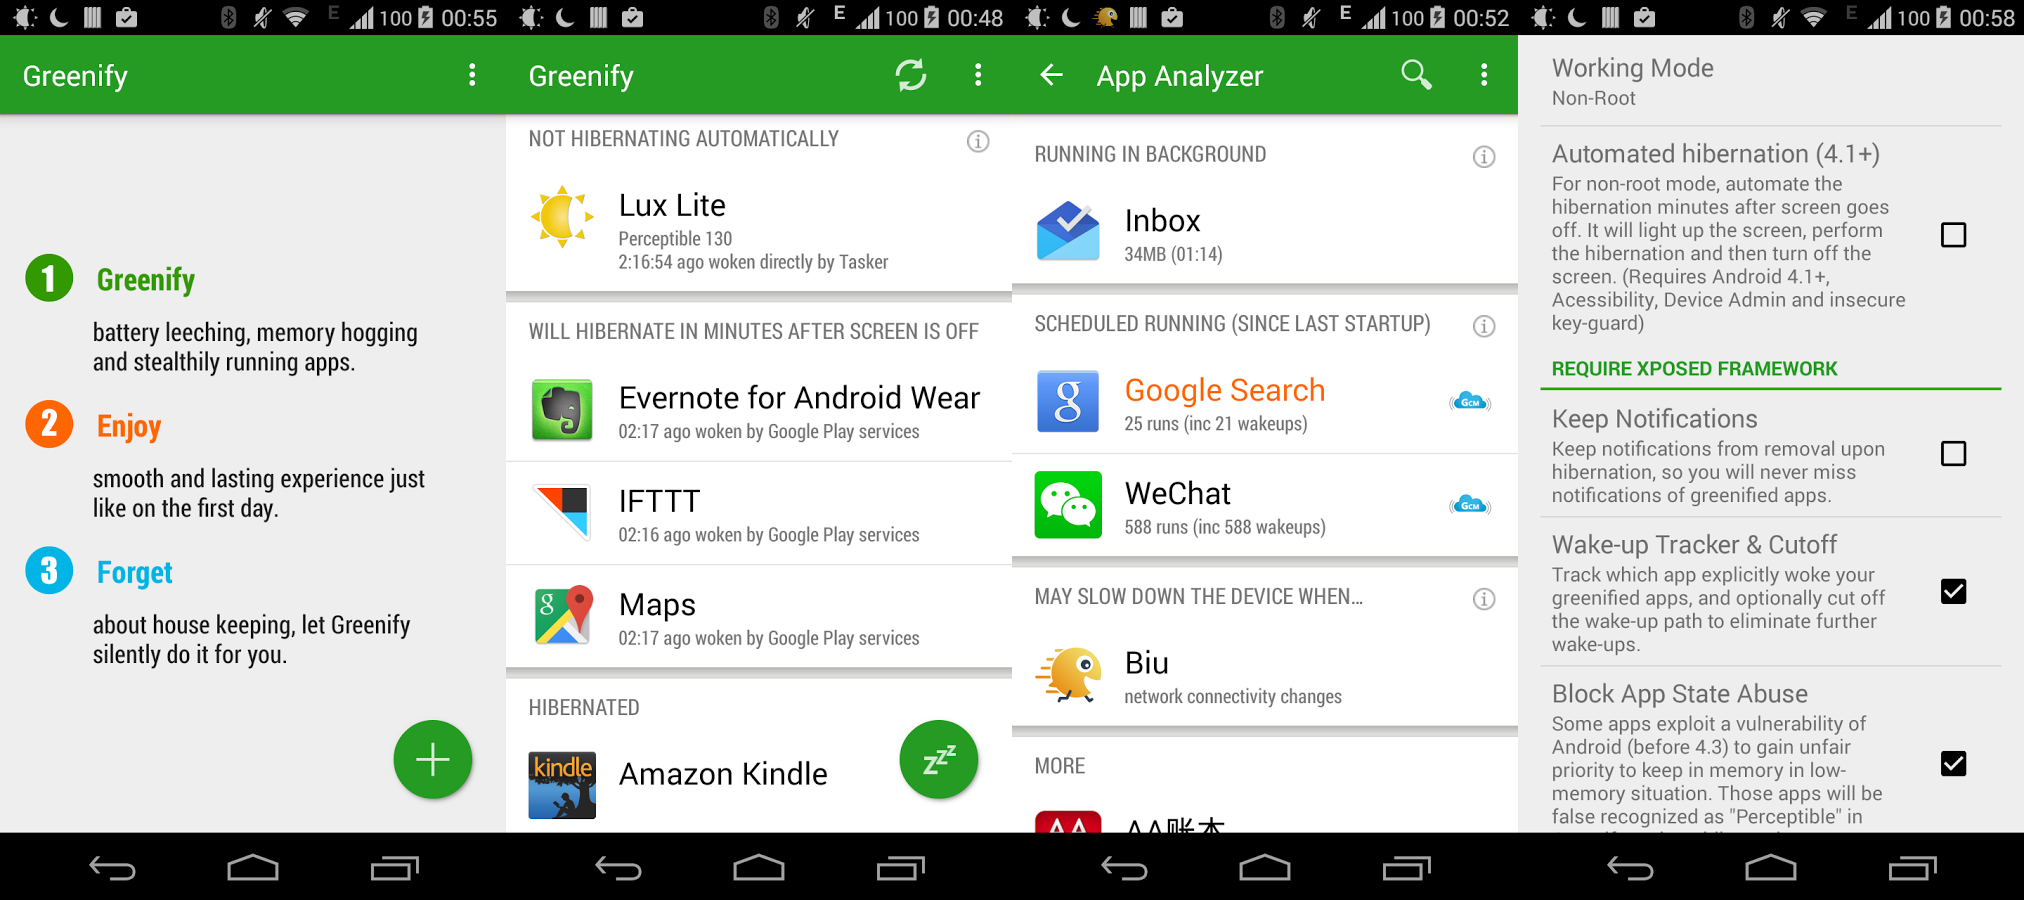 E 100 00:55
Greenify
1 Greenify
battery leeching, memory hogging
and stealthily running apps.
2 Enjoy
smooth and lasting experience just
like on the first day.
3 Forget
about house keeping, let Greenify
silently do it for you.
E 100 00:48
Greenify
NOT HIBERNATING AUTOMATICALLY
Lux Lite
Perceptible 130
2:16:54 ago woken directly by Tasker
WILL HIBERNATE IN MINUTES AFTER SCREEN IS OFF
Evernote for Android Wear
02:17 ago woken by Google Play services
IFTTT
02:16 ago woken by Google Play services
g
Maps
02:17 ago woken by Google Play services
HIBERNATED
kindle
Amazon Kindle
zzz
E 100 00:52
App Analyzer
RUNNING IN BACKGROUND
Inbox
34MB (01:14)
SCHEDULED RUNNING (SINCE LAST STARTUP)
g
Google Search
GCM
25 runs (inc 21 wakeups)
WeChat
GCM
588 runs (inc 588 wakeups)
MAY SLOW DOWN THE DEVICE WHEN...
Biu
network connectivity changes
MORE
AA账本
E 100 00:58
Working Mode
Non-Root
Automated hibernation (4.1+)
For non-root mode, automate the
hibernation minutes after screen goes
off. It will light up the screen, perform
the hibernation and then turn off the
screen. (Requires Android 4.1+,
Acessibility, Device Admin and insecure
key-guard)
REQUIRE XPOSED FRAMEWORK
Keep Notifications
Keep notifications from removal upon
hibernation, so you will never miss
notifications of greenified apps.
Wake-up Tracker & Cutoff
Track which app explicitly woke your
greenified apps, and optionally cut off
the wake-up path to eliminate further
wake-ups.
Block App State Abuse
Some apps exploit a vulnerability of
Android (before 4.3) to gain unfair
priority to keep in memory in low-
memory situation. Those apps will be
false recognized as "Perceptible" in